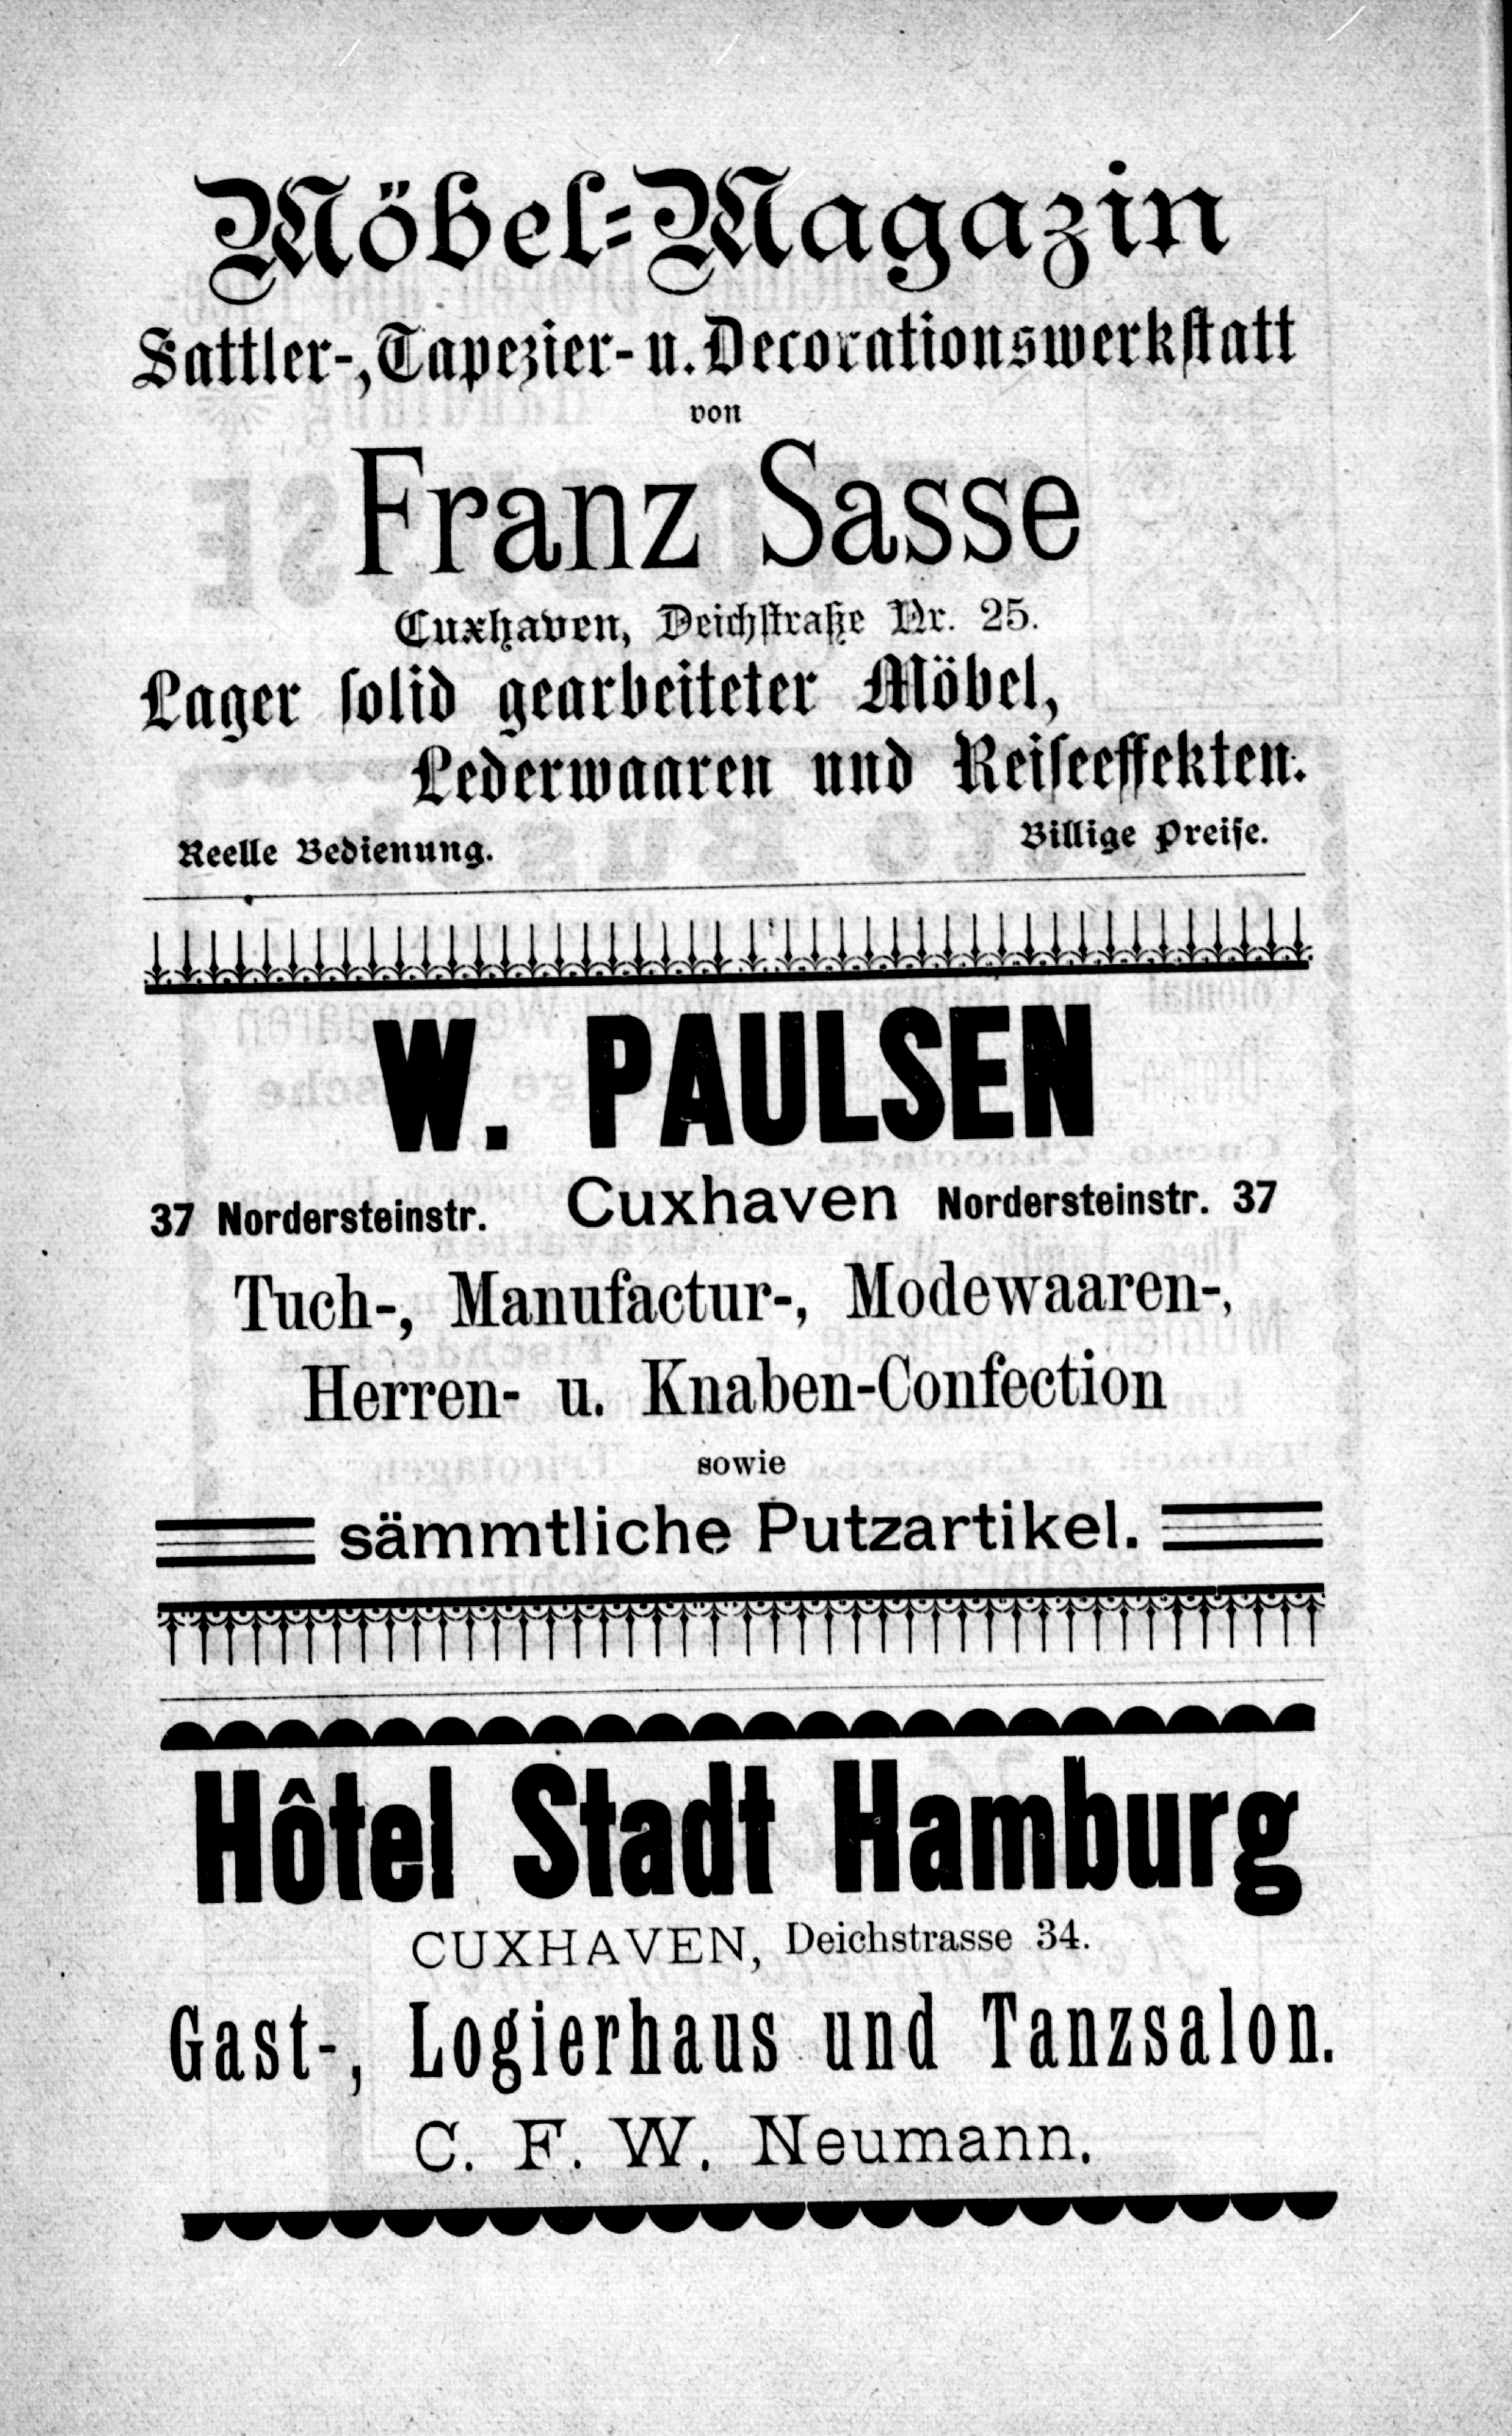 Möbel-Magazin
Sattler-, Tapezier- u. Decorationswerkstatt
von
Franz Sasse
Cuxhaven, Deichstraße Nr. 25.
Lager solid gearbeiteter Möbel,
Lederwaaren und Reiseeffekten.
Reelle Bedienung. Billige Preise.
W. PAULSEN
37 Nordersteinstr. Cuxhaven Nordersteinstr. 37
Tuch-, Manufactur-, Modewaaren-,
Herren- u. Knaben-Confection
sowie
sämmtliche Putzartikel.
Hôtel Stadt Hamburg
CUXHAVEN, Deichstrasse 34.
Gast-, Logierhaus und Tanzsalon.
C. F. W. Neumann.